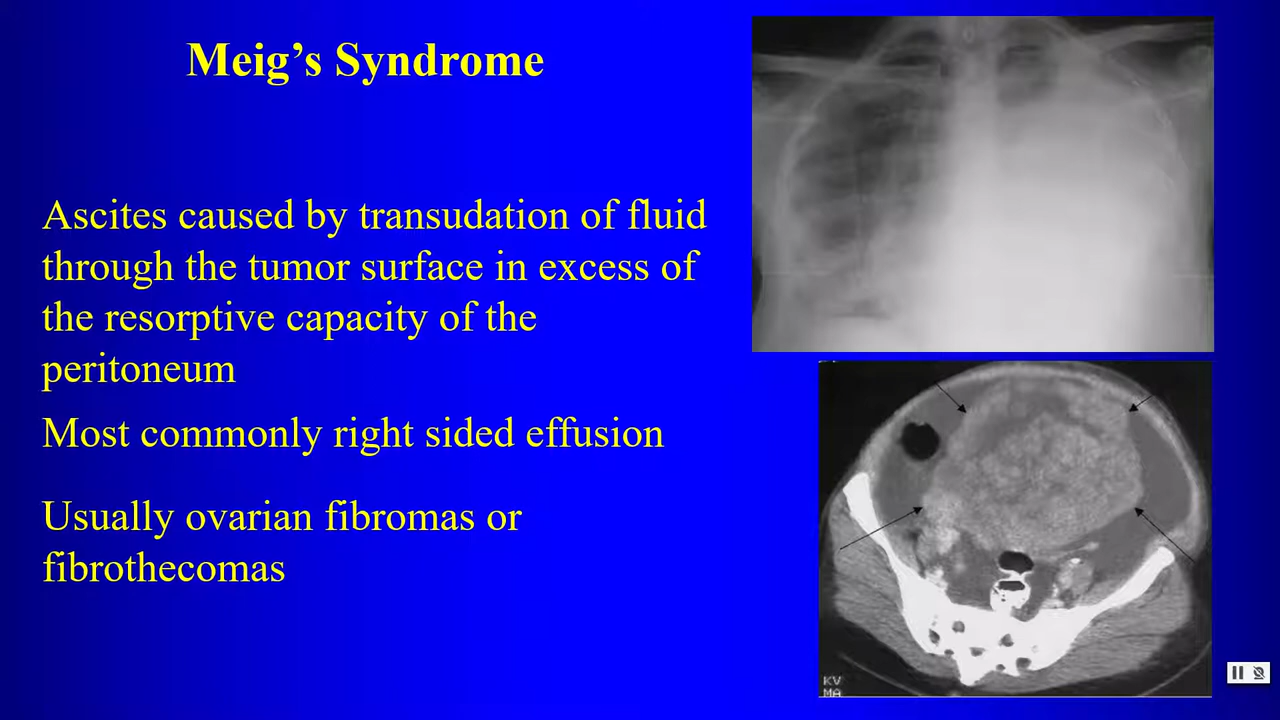 Meig’s Syndrome
Ascites caused by transudation of fluid
through the tumor surface in excess of
the resorptive capacity of the
peritoneum
Most commonly right sided effusion
Usually ovarian fibromas or
fibrothecomas
KV
MA